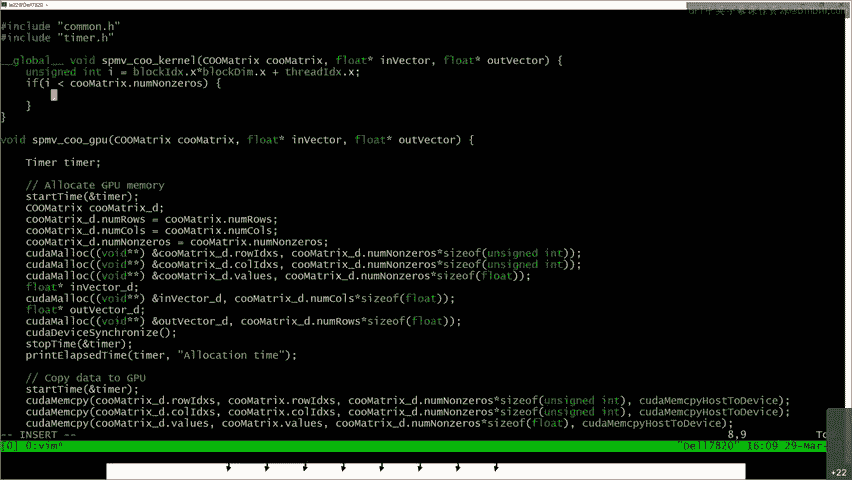 #include "common.h"
#include "timer.h"
__global__ void spmv_coo_kernel(COOMatrix cooMatrix, float* inVector, float* outVector) {
unsigned int i = blockIdx.x*blockDim.x + threadIdx.x;
if(i < cooMatrix.numNonzeros) {
}
}
void spmv_coo_gpu(COOMatrix cooMatrix, float* inVector, float* outVector) {
Timer timer;
// Allocate GPU memory
startTime(&timer);
COOMatrix cooMatrix_d;
cooMatrix_d.numRows = cooMatrix.numRows;
cooMatrix_d.numCols = cooMatrix.numCols;
cooMatrix_d.numNonzeros = cooMatrix.numNonzeros;
cudaMalloc((void**) &cooMatrix_d.rowIdxs, cooMatrix_d.numNonzeros*sizeof(unsigned int));
cudaMalloc((void**) &cooMatrix_d.colIdxs, cooMatrix_d.numNonzeros*sizeof(unsigned int));
cudaMalloc((void**) &cooMatrix_d.values, cooMatrix_d.numNonzeros*sizeof(float));
float* inVector_d;
cudaMalloc((void**) &inVector_d, cooMatrix_d.numCols*sizeof(float));
float* outVector_d;
cudaMalloc((void**) &outVector_d, cooMatrix_d.numRows*sizeof(float));
cudaDeviceSynchronize();
stopTime(&timer);
printElapsedTime(timer, "Allocation time");
// Copy data to GPU
startTime(&timer);
cudaMemcpy(cooMatrix_d.rowIdxs, cooMatrix.rowIdxs, cooMatrix_d.numNonzeros*sizeof(unsigned int), cudaMemcpyHostToDevice);
cudaMemcpy(cooMatrix_d.colIdxs, cooMatrix.colIdxs, cooMatrix_d.numNonzeros*sizeof(unsigned int), cudaMemcpyHostToDevice);
cudaMemcpy(cooMatrix_d.values, cooMatrix.values, cooMatrix_d.numNonzeros*sizeof(float), cudaMemcpyHostToDevice);
-- INSERT -- 8,9
[0] 0:vim* "Dell7820" 16:09 29-Mar-
+22